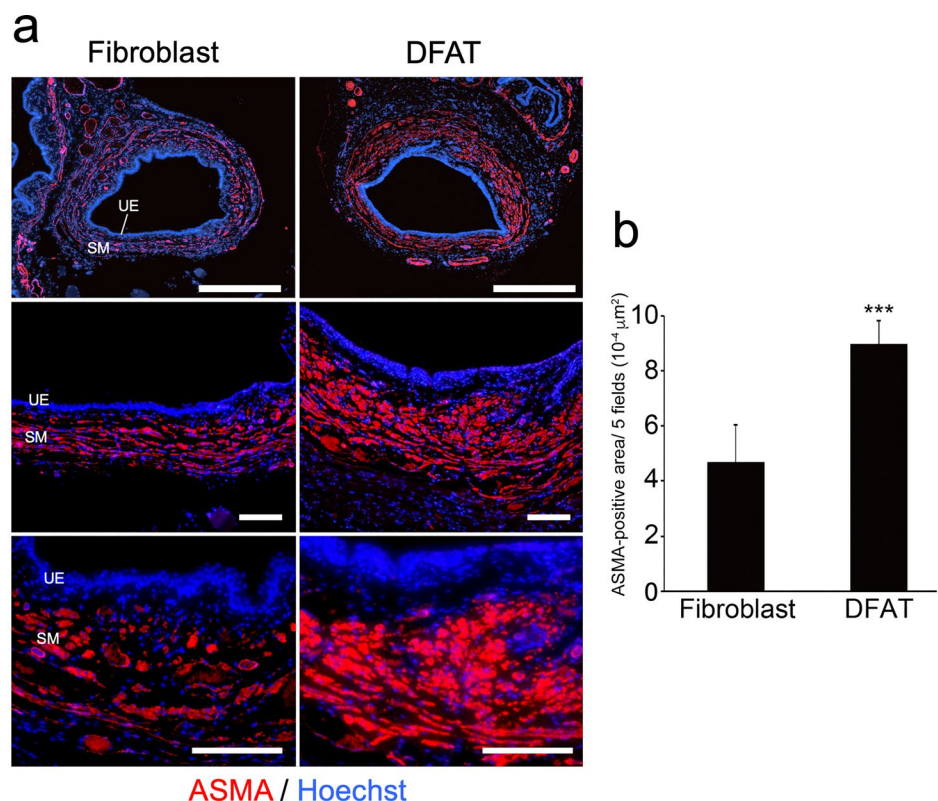 a
Fibroblast
DFAT
UE
SM
UE
SM
UE
SM
ASMA / Hoechst
b
ASMA-positive area/ 5 fields (10⁻⁴ μm²)
10
8
6
4
2
0
***
Fibroblast
DFAT